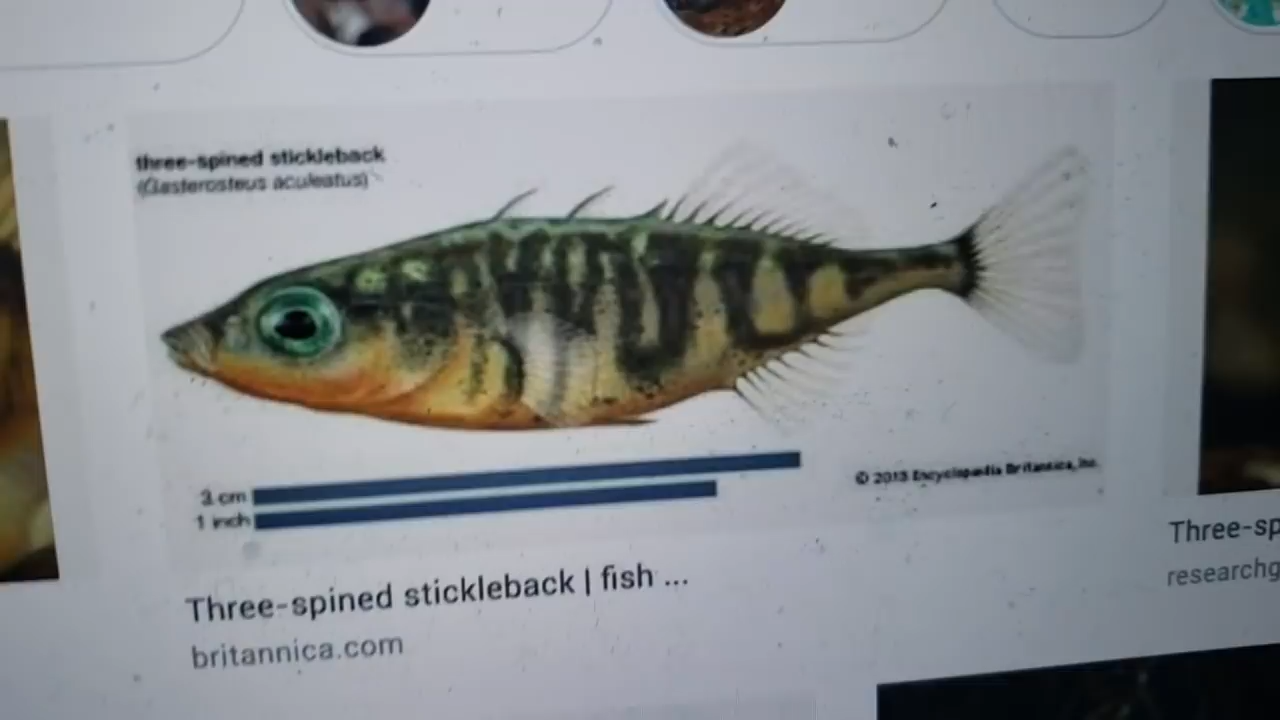 three-spined stickleback
(Gasterosteus aculeatus)
3 cm
1 inch
© 2015 Encyclopædia Britannica, Inc.
Three-spined stickleback | fish ...
britannica.com
Three-sp
researchg